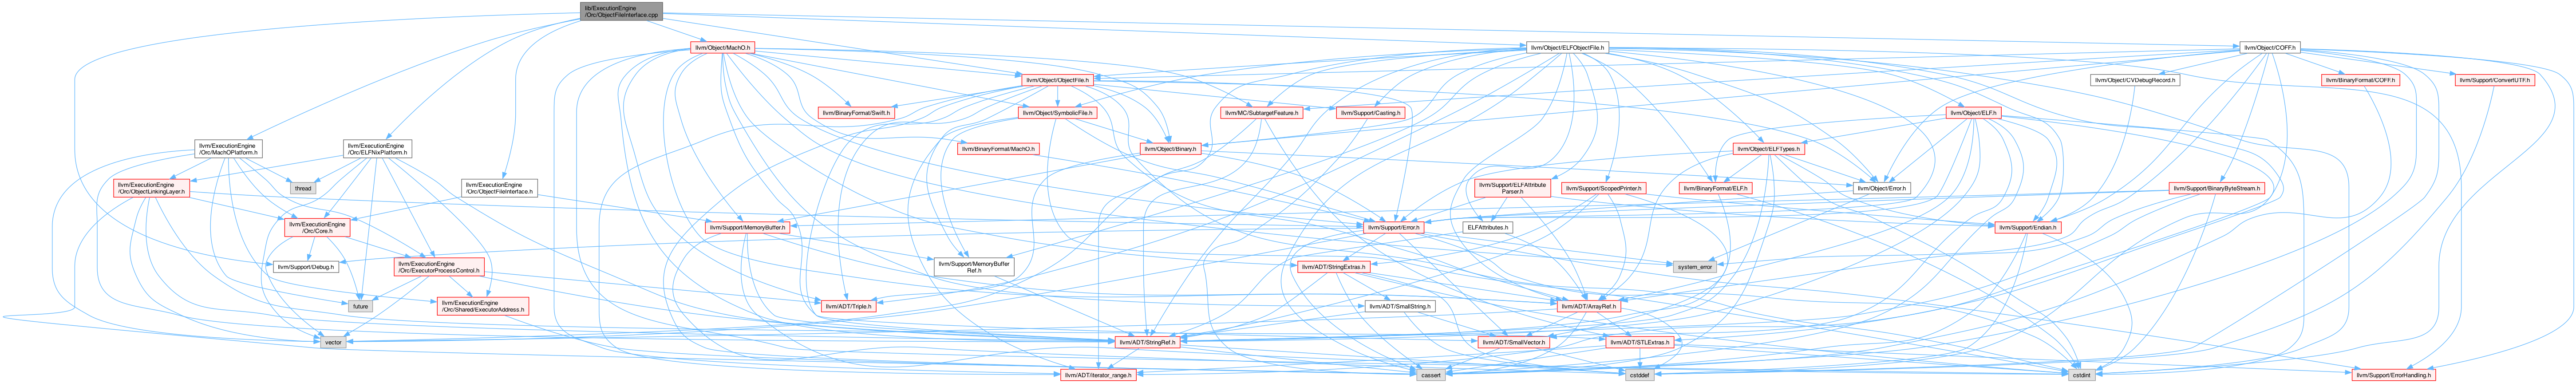 lib/ExecutionEngine
/Orc/ObjectFileInterface.cpp
llvm/Object/MachO.h
llvm/Object/ELFObjectFile.h
llvm/Object/COFF.h
llvm/Object/ObjectFile.h
llvm/Object/CVDebugRecord.h
llvm/BinaryFormat/COFF.h
llvm/Support/ConvertUTF.h
llvm/BinaryFormat/Swift.h
llvm/Object/SymbolicFile.h
llvm/MC/SubtargetFeature.h
llvm/Support/Casting.h
llvm/Object/ELF.h
llvm/ExecutionEngine
/Orc/MachOPlatform.h
llvm/ExecutionEngine
/Orc/ELFNixPlatform.h
llvm/BinaryFormat/MachO.h
llvm/Object/Binary.h
llvm/Object/ELFTypes.h
llvm/ExecutionEngine
/Orc/ObjectLinkingLayer.h
thread
llvm/ExecutionEngine
/Orc/ObjectFileInterface.h
llvm/Support/ELFAttribute
Parser.h
llvm/Support/ScopedPrinter.h
llvm/BinaryFormat/ELF.h
llvm/Object/Error.h
llvm/Support/BinaryByteStream.h
llvm/ExecutionEngine
/Orc/Core.h
llvm/Support/MemoryBuffer.h
llvm/Support/Error.h
ELFAttributes.h
llvm/Support/Endian.h
llvm/Support/Debug.h
llvm/ExecutionEngine
/Orc/ExecutorProcessControl.h
llvm/Support/MemoryBuffer
Ref.h
llvm/ADT/StringExtras.h
system_error
future
llvm/ExecutionEngine
/Orc/Shared/ExecutorAddress.h
llvm/ADT/Triple.h
llvm/ADT/SmallString.h
llvm/ADT/ArrayRef.h
vector
llvm/ADT/StringRef.h
llvm/ADT/SmallVector.h
llvm/ADT/STLExtras.h
llvm/ADT/iterator_range.h
cassert
cstddef
cstdint
llvm/Support/ErrorHandling.h